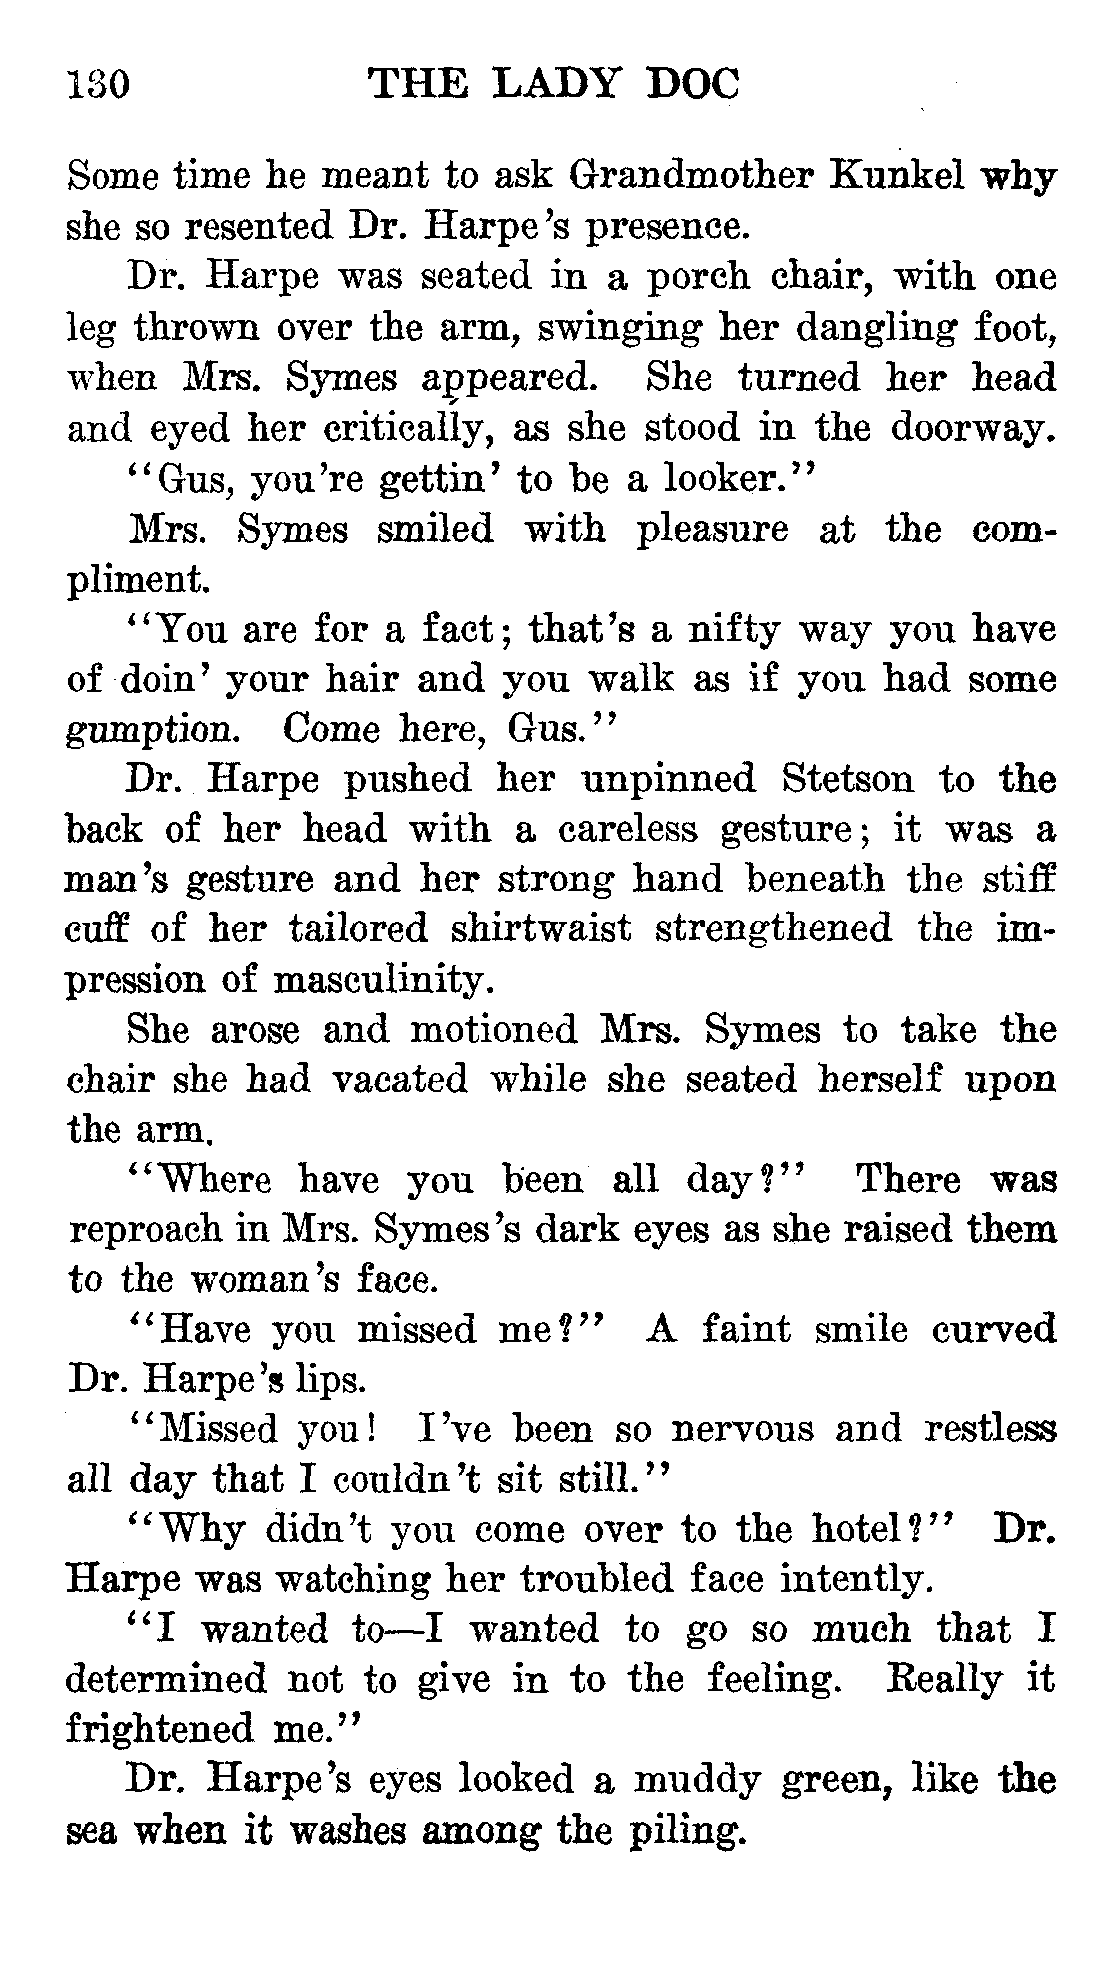 130 THE LADY DOC
Some time he meant to ask Grandmother Kunkel why
she so resented Dr. Harpe's presence.
Dr. Harpe was seated in a porch chair, with one
leg thrown over the arm, swinging her dangling foot,
when Mrs. Symes appeared. She turned her head
and eyed her critically, as she stood in the doorway.
"Gus, you're gettin' to be a looker."
Mrs. Symes smiled with pleasure at the com-
pliment.
"You are for a fact; that's a nifty way you have
of doin' your hair and you walk as if you had some
gumption. Come here, Gus."
Dr. Harpe pushed her unpinned Stetson to the
back of her head with a careless gesture; it was a
man's gesture and her strong hand beneath the stiff
cuff of her tailored shirtwaist strengthened the im-
pression of masculinity.
She arose and motioned Mrs. Symes to take the
chair she had vacated while she seated herself upon
the arm.
"Where have you been all day?" There was
reproach in Mrs. Symes's dark eyes as she raised them
to the woman's face.
"Have you missed me?" A faint smile curved
Dr. Harpe's lips.
"Missed you! I've been so nervous and restless
all day that I couldn't sit still."
"Why didn't you come over to the hotel?" Dr.
Harpe was watching her troubled face intently.
"I wanted to—I wanted to go so much that I
determined not to give in to the feeling. Really it
frightened me."
Dr. Harpe's eyes looked a muddy green, like the
sea when it washes among the piling.